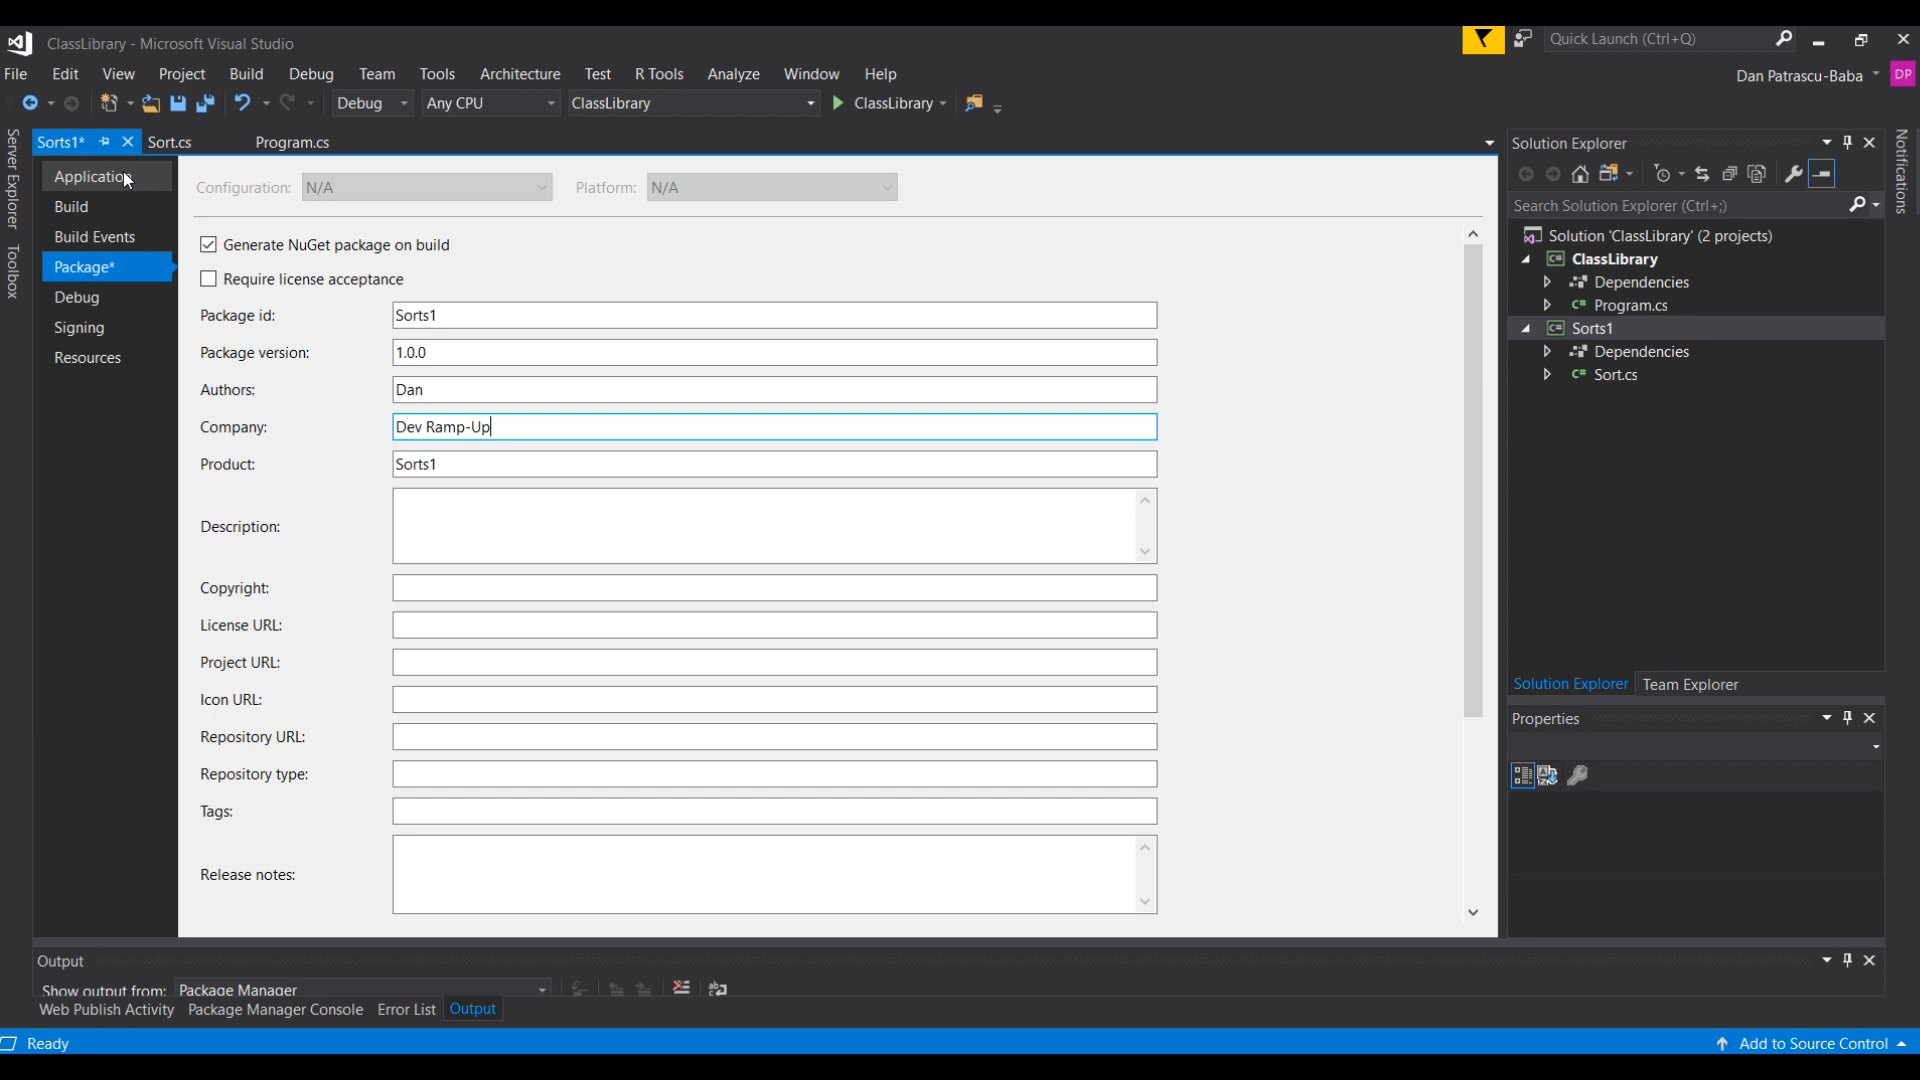 ClassLibrary - Microsoft Visual Studio
Quick Launch (Ctrl+Q)
File Edit View Project Build Debug Team Tools Architecture Test R Tools Analyze Window Help
Dan Patrascu-Baba DP
Debug Any CPU ClassLibrary ClassLibrary
Server Explorer
Toolbox
Sorts1* Sort.cs Program.cs
Application
Build
Build Events
Package*
Debug
Signing
Resources
Configuration: N/A Platform: N/A
Generate NuGet package on build
Require license acceptance
Package id: Sorts1
Package version: 1.0.0
Authors: Dan
Company: Dev Ramp-Up
Product: Sorts1
Description:
Copyright:
License URL:
Project URL:
Icon URL:
Repository URL:
Repository type:
Tags:
Release notes:
Solution Explorer
Search Solution Explorer (Ctrl+;)
Solution 'ClassLibrary' (2 projects)
C# ClassLibrary
Dependencies
C# Program.cs
C# Sorts1
Dependencies
C# Sort.cs
Solution Explorer Team Explorer
Properties
Notifications
Output
Show output from: Package Manager
Web Publish Activity Package Manager Console Error List Output
Ready
Add to Source Control